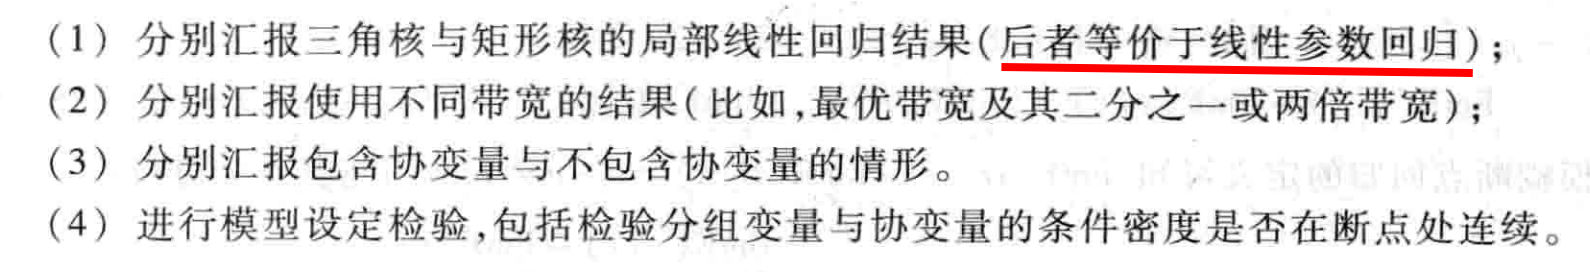 (1) 分别汇报三角核与矩形核的局部线性回归结果(后者等价于线性参数回归);
(2) 分别汇报使用不同带宽的结果(比如,最优带宽及其二分之一或两倍带宽);
(3) 分别汇报包含协变量与不包含协变量的情形。
(4) 进行模型设定检验,包括检验分组变量与协变量的条件密度是否在断点处连续。